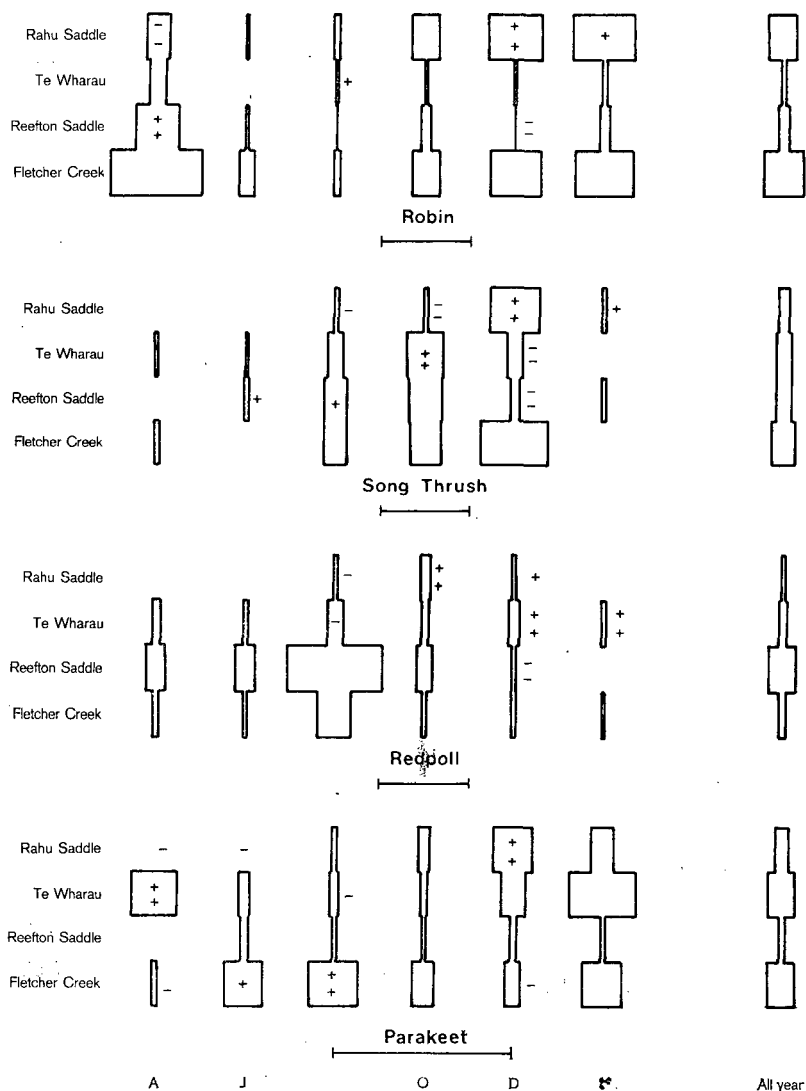 Rahu Saddle
Te Wharau
Reefton Saddle
Fletcher Creek
Robin
Rahu Saddle
Te Wharau
Reefton Saddle
Fletcher Creek
Song Thrush
Rahu Saddle
Te Wharau
Reefton Saddle
Fletcher Creek
Redpoll
Rahu Saddle
Te Wharau
Reefton Saddle
Fletcher Creek
Parakeet
A J O D F All year